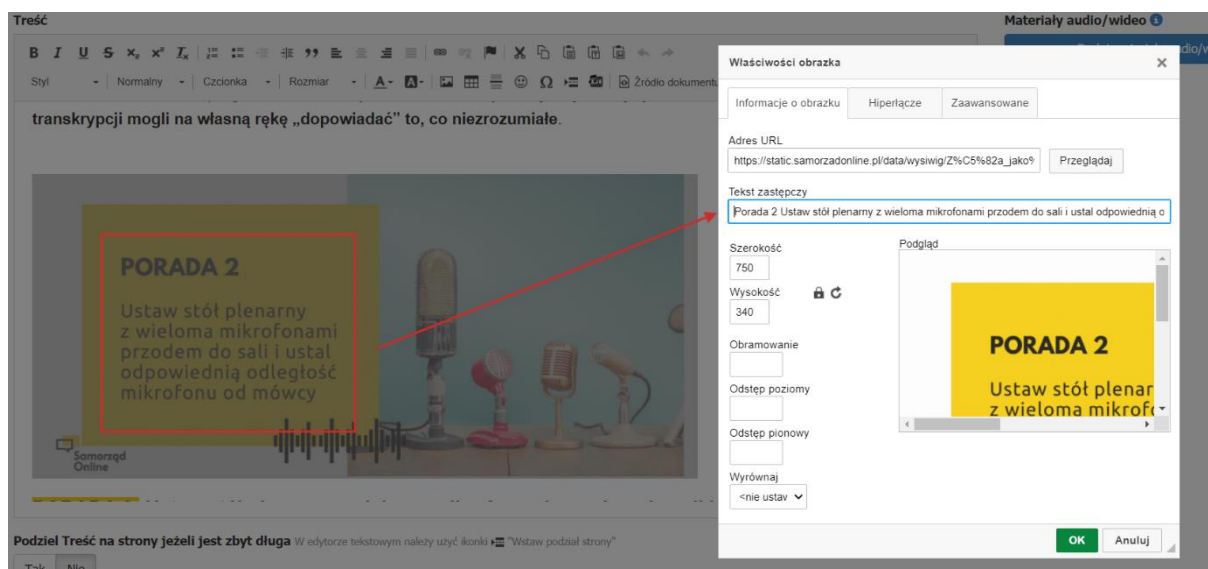 Treść
Materiały audio/wideo
B I U S x₂ x² Iₓ
Styl Normalny Czcionka Rozmiar A A Ω Źródło dokumentu
transkrypcji mogli na własną rękę „dopowiadać” to, co niezrozumiałe.
PORADA 2
Ustaw stół plenarny
z wieloma mikrofonami
przodem do sali i ustal
odpowiednią odległość
mikrofonu od mówcy
Samorząd
Online
Podziel Treść na strony jeżeli jest zbyt długa W edytorze tekstowym należy użyć ikonki "Wstaw podział strony"
Tak Nie
Właściwości obrazka
Informacje o obrazku Hiperłącze Zaawansowane
Adres URL
https://static.samorzadonline.pl/data/wysiwig/Z%C5%82a_jako% Przeglądaj
Tekst zastępczy
Porada 2 Ustaw stół plenarny z wieloma mikrofonami przodem do sali i ustal odpowiednią o
Szerokość
750
Wysokość
340
Obramowanie
Odstęp poziomy
Odstęp pionowy
Wyrównaj
<nie ustaw
Podgląd
PORADA 2
Ustaw stół plenar
z wieloma mikrofo
OK Anuluj